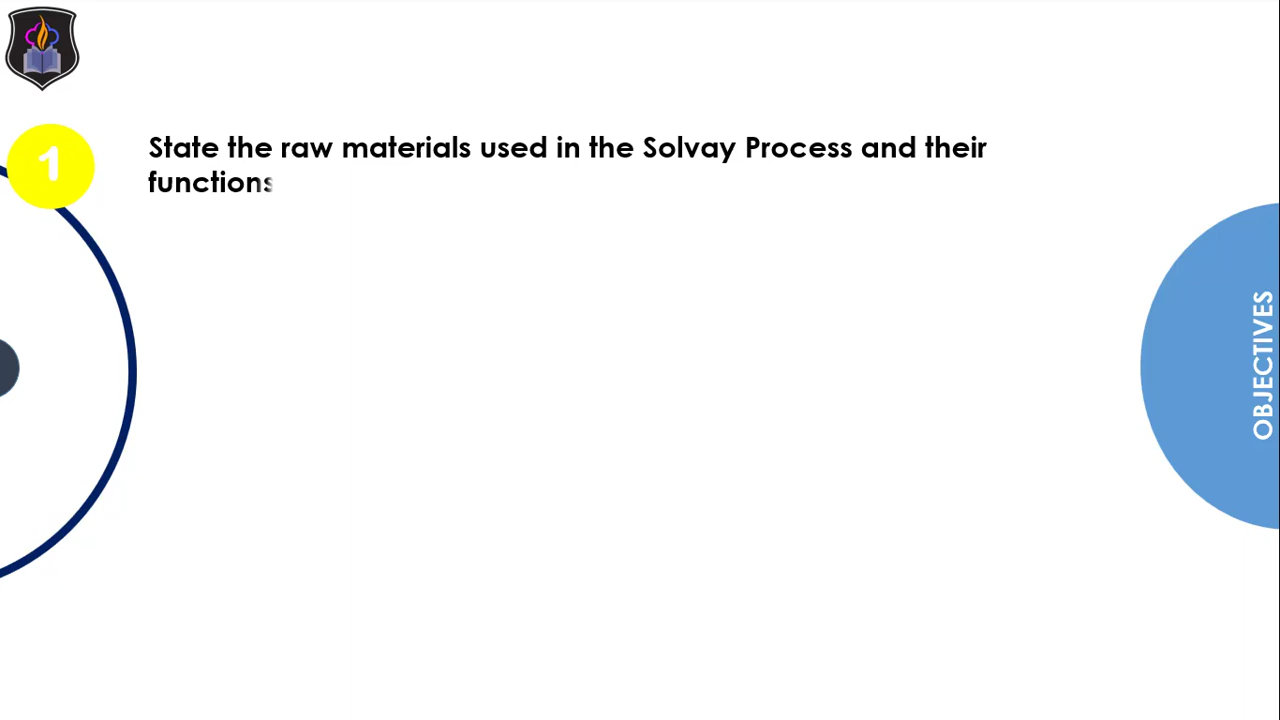 1
State the raw materials used in the Solvay Process and their
functions
OBJECTIVES